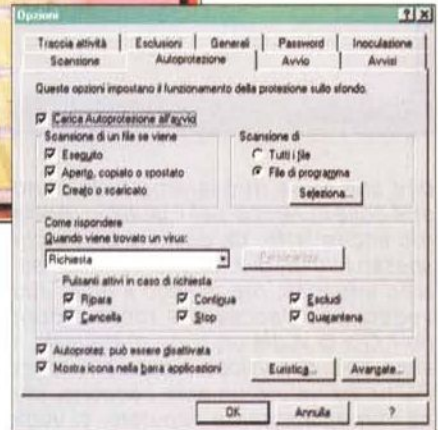 Opzioni
Traccia attività Esclusioni Generali Password Inoculazione
Scansione Autoprotezione Avvio Avvisi
Queste opzioni impostano il funzionamento della protezione sullo sfondo.
Carica Autoprotezione all'avvio
Scansione di un file se viene
Eseguito
Aperto, copiato o spostato
Creato o scaricato
Scansione di
Tutti i file
File di programma
Seleziona...
Come rispondere
Quando viene trovato un virus:
Richiesta
Pulsanti attivi in caso di richiesta
Ripara Continua Escludi
Cancella Stop Quarantena
Autoprotez. può essere disattivata
Mostra icona nella barra applicazioni
Euristica... Avanzate...
OK Annulla ?